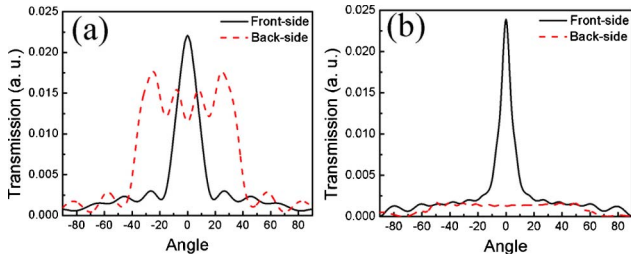 (a)
Front-side
Back-side
Transmission (a. u.)
0.025
0.020
0.015
0.010
0.005
0.000
-80 -60 -40 -20 0 20 40 60 80
Angle
(b)
Front-side
Back-side
Transmission (a. u.)
0.025
0.020
0.015
0.010
0.005
0.000
-80 -60 -40 -20 0 20 40 60 80
Angle